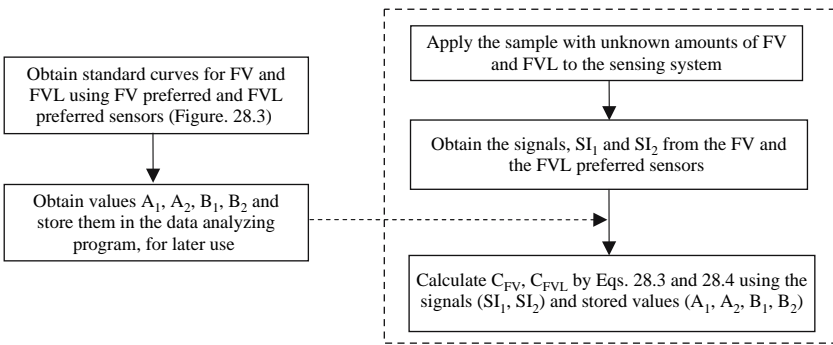 Obtain standard curves for FV and
FVL using FV preferred and FVL
preferred sensors (Figure. 28.3)
Obtain values A₁, A₂, B₁, B₂ and
store them in the data analyzing
program, for later use
Apply the sample with unknown amounts of FV
and FVL to the sensing system
Obtain the signals, SI₁ and SI₂ from the FV and
the FVL preferred sensors
Calculate C_FV, C_FVL by Eqs. 28.3 and 28.4 using the
signals (SI₁, SI₂) and stored values (A₁, A₂, B₁, B₂)